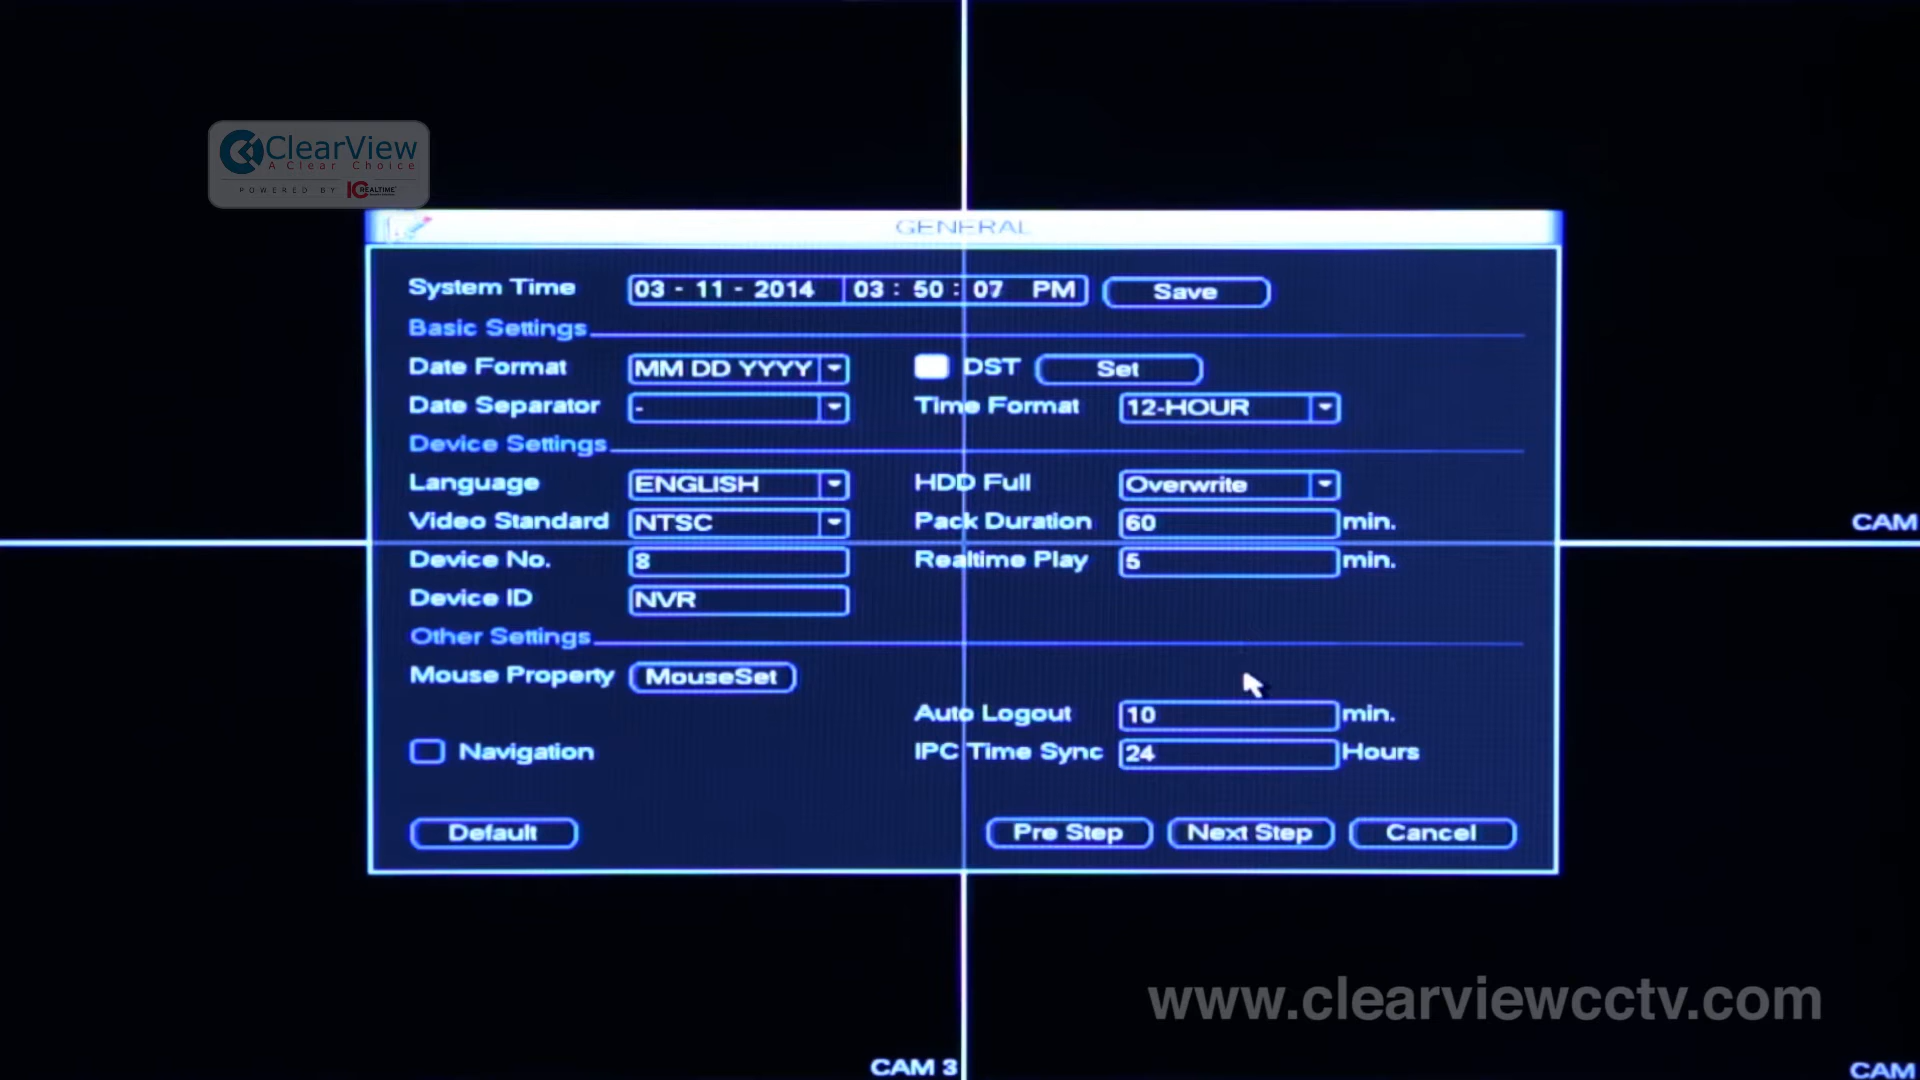 ClearView
A Clear Choice
POWERED BY IC REALTIME
GENERAL
System Time 03 - 11 - 2014 03 : 50 : 07 PM Save
Basic Settings
Date Format MM DD YYYY DST Set
Date Separator - Time Format 12-HOUR
Device Settings
Language ENGLISH HDD Full Overwrite
Video Standard NTSC Pack Duration 60 min.
Device No. 8 Realtime Play 5 min.
Device ID NVR
Other Settings
Mouse Property MouseSet
Auto Logout 10 min.
Navigation IPC Time Sync 24 Hours
Default Pre Step Next Step Cancel
CAM
www.clearviewcctv.com
CAM 3
CAM